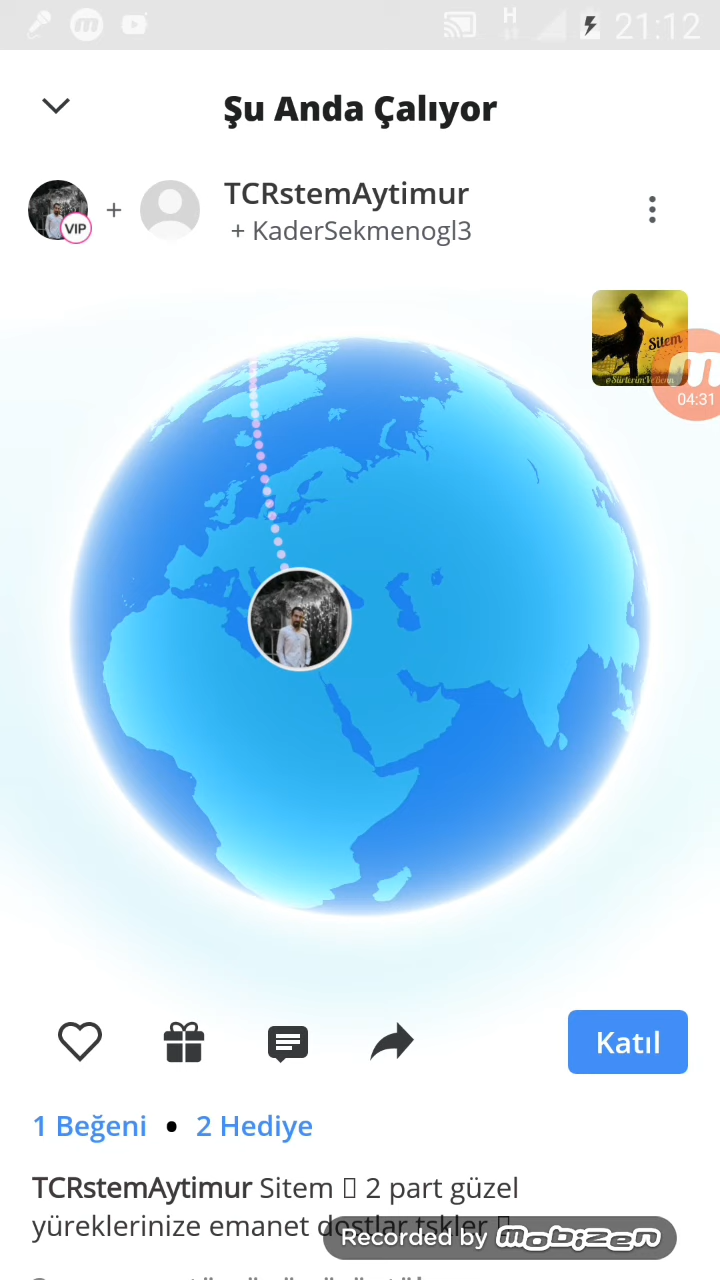 H
21:12
Şu Anda Çalıyor
VIP
+
TCRstemAytimur
+ KaderSekmenogl3
Sitem
04:31
Katıl
1 Beğeni • 2 Hediye
TCRstemAytimur Sitem ▯ 2 part güzel
yüreklerinize emanet dostlar tşkler ▯
Recorded by mobizen